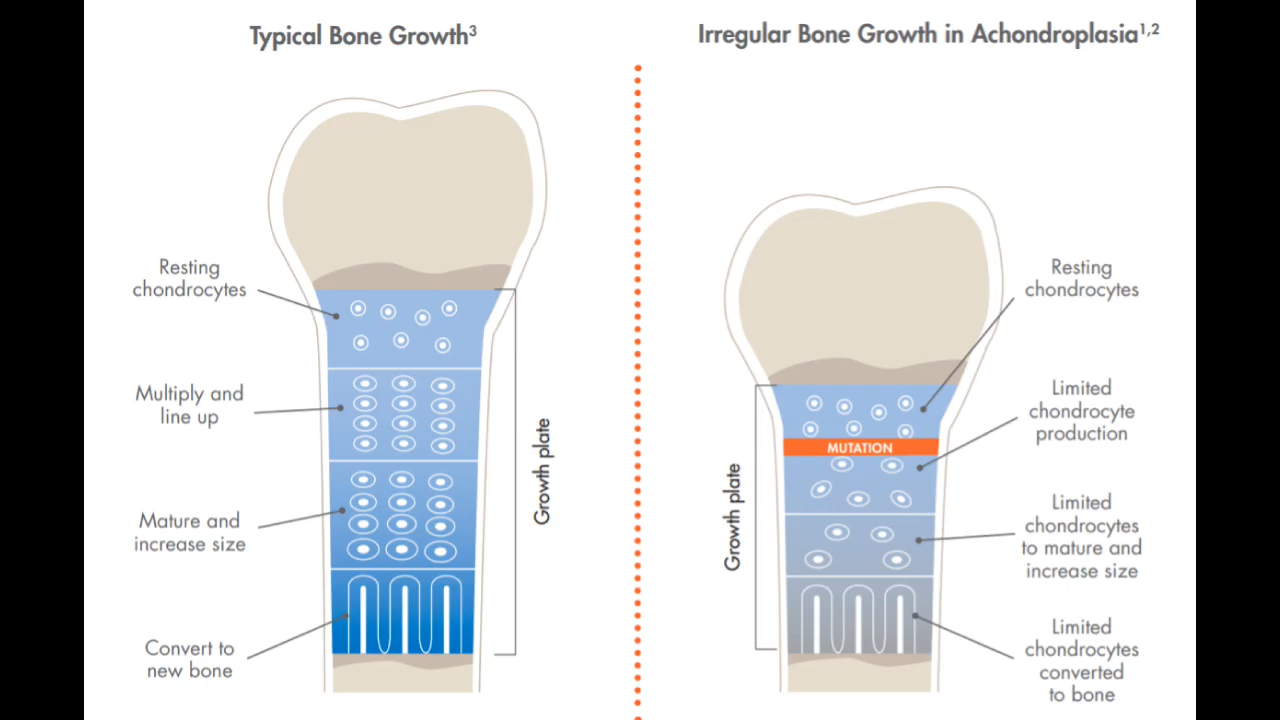 Typical Bone Growth³
Resting
chondrocytes
Multiply and
line up
Mature and
increase size
Convert to
new bone
Growth plate
Irregular Bone Growth in Achondroplasia¹,²
Resting
chondrocytes
Limited
chondrocyte
production
MUTATION
Limited
chondrocytes
to mature and
increase size
Limited
chondrocytes
converted
to bone
Growth plate